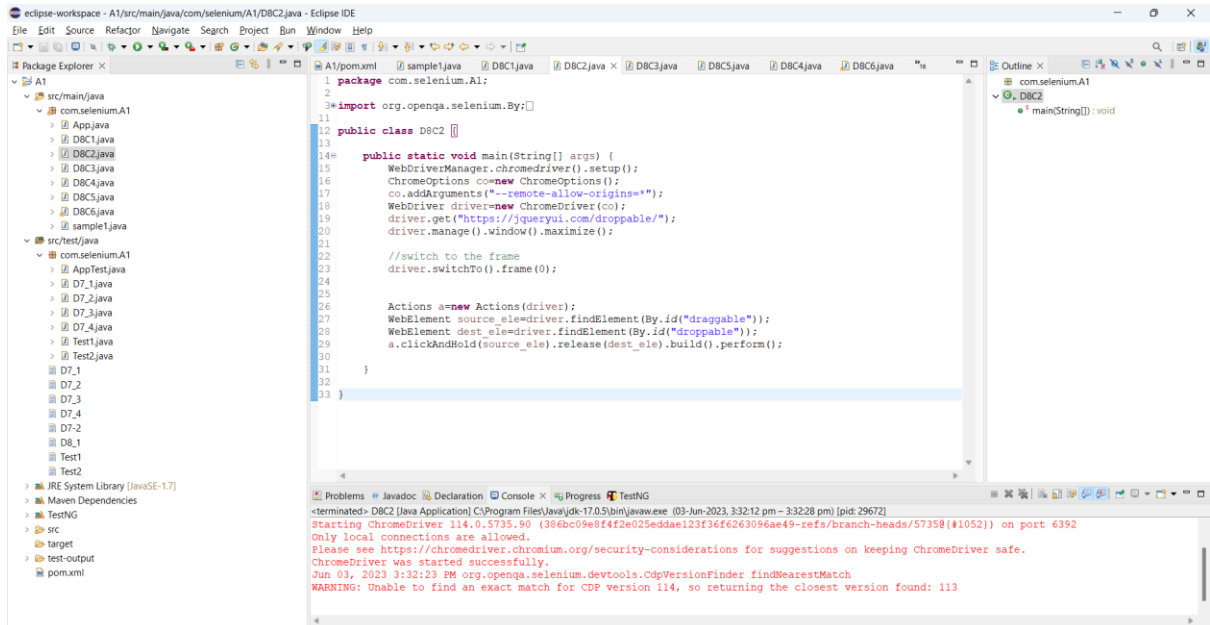 eclipse-workspace - A1/src/main/java/com/selenium/A1/D8C2.java - Eclipse IDE
File Edit Source Refactor Navigate Search Project Run Window Help
Package Explorer
A1
src/main/java
com.selenium.A1
App.java
D8C1.java
D8C2.java
D8C3.java
D8C4.java
D8C5.java
D8C6.java
sample1.java
src/test/java
com.selenium.A1
AppTest.java
D7_1.java
D7_2.java
D7_3.java
D7_4.java
Test1.java
Test2.java
D7_1
D7_2
D7_3
D7_4
D7-2
D8_1
Test1
Test2
JRE System Library [JavaSE-1.7]
Maven Dependencies
TestNG
src
target
test-output
pom.xml
A1/pom.xml sample1.java D8C1.java D8C2.java D8C3.java D8C5.java D8C4.java D8C6.java
1 package com.selenium.A1;
2
3 import org.openqa.selenium.By;
11
12 public class D8C2 {
13
14 public static void main(String[] args) {
15 WebDriverManager.chromedriver().setup();
16 ChromeOptions co=new ChromeOptions();
17 co.addArguments("--remote-allow-origins=*");
18 WebDriver driver=new ChromeDriver(co);
19 driver.get("https://jqueryui.com/droppable/");
20 driver.manage().window().maximize();
21
22 //switch to the frame
23 driver.switchTo().frame(0);
24
25
26 Actions a=new Actions(driver);
27 WebElement source_ele=driver.findElement(By.id("draggable"));
28 WebElement dest_ele=driver.findElement(By.id("droppable"));
29 a.clickAndHold(source_ele).release(dest_ele).build().perform();
30
31 }
32
33 }
Outline
com.selenium.A1
D8C2
main(String[]) : void
Problems Javadoc Declaration Console Progress TestNG
<terminated> D8C2 [Java Application] C:\Program Files\Java\jdk-17.0.5\bin\javaw.exe (03-Jun-2023, 3:32:12 pm – 3:32:28 pm) [pid: 29672]
Starting ChromeDriver 114.0.5735.90 (386bc09e8f4f2e025eddae123f36f6263096ae49-refs/branch-heads/5735@{#1052}) on port 6392
Only local connections are allowed.
Please see https://chromedriver.chromium.org/security-considerations for suggestions on keeping ChromeDriver safe.
ChromeDriver was started successfully.
Jun 03, 2023 3:32:23 PM org.openqa.selenium.devtools.CdpVersionFinder findNearestMatch
WARNING: Unable to find an exact match for CDP version 114, so returning the closest version found: 113